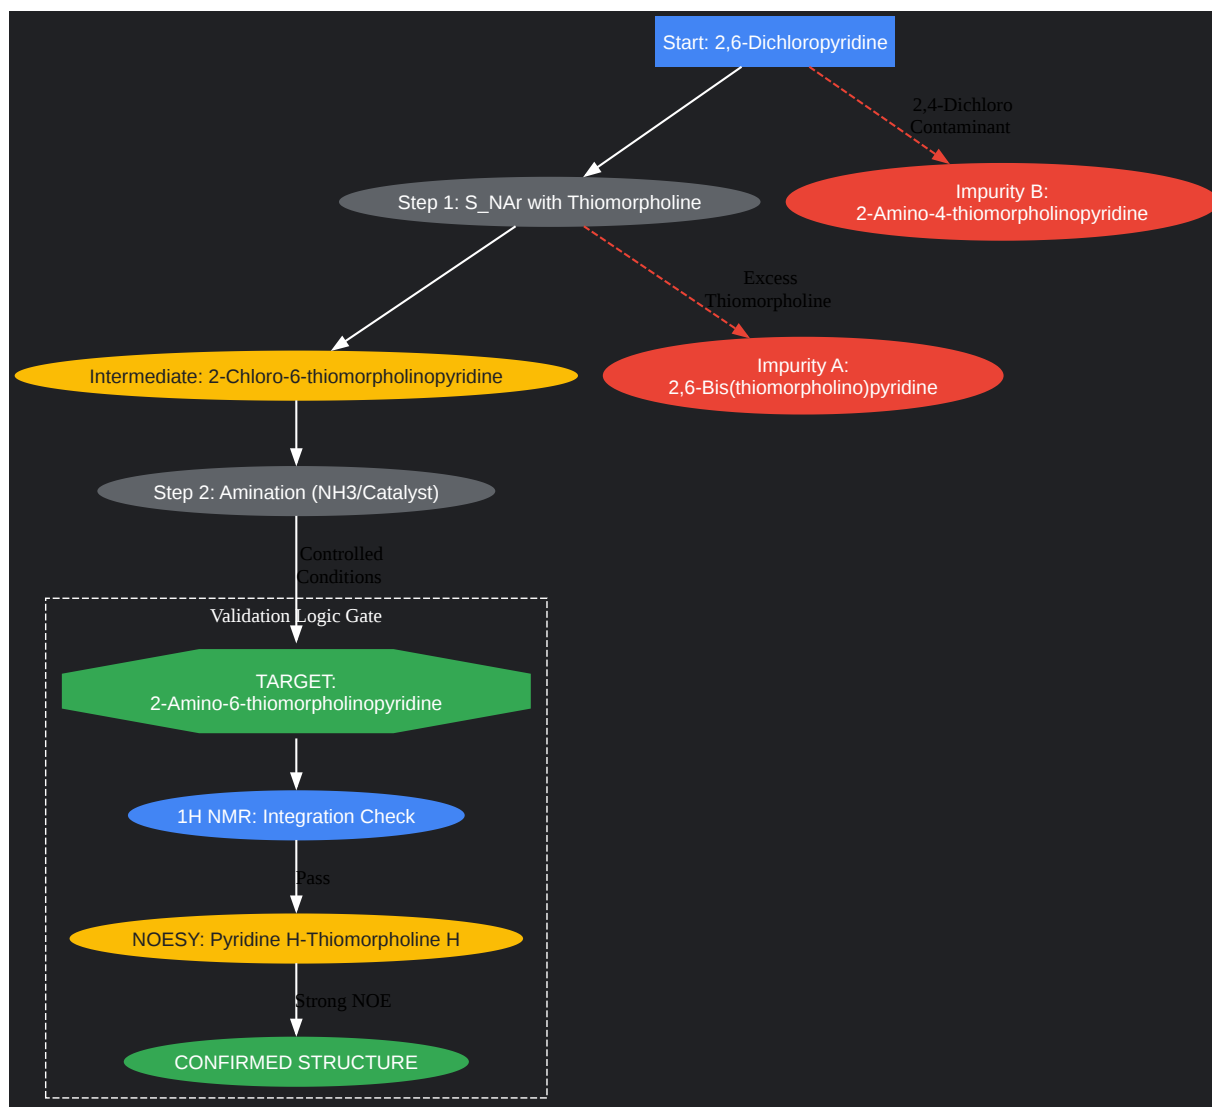 Start: 2,6-Dichloropyridine
2,4-Dichloro
Contaminant
Step 1: S_NAr with Thiomorpholine
Impurity B:
2-Amino-4-thiomorpholinopyridine
Excess
Thiomorpholine
Intermediate: 2-Chloro-6-thiomorpholinopyridine
Impurity A:
2,6-Bis(thiomorpholino)pyridine
Step 2: Amination (NH3/Catalyst)
Controlled
Conditions
Validation Logic Gate
TARGET:
2-Amino-6-thiomorpholinopyridine
1H NMR: Integration Check
Pass
NOESY: Pyridine H-Thiomorpholine H
Strong NOE
CONFIRMED STRUCTURE